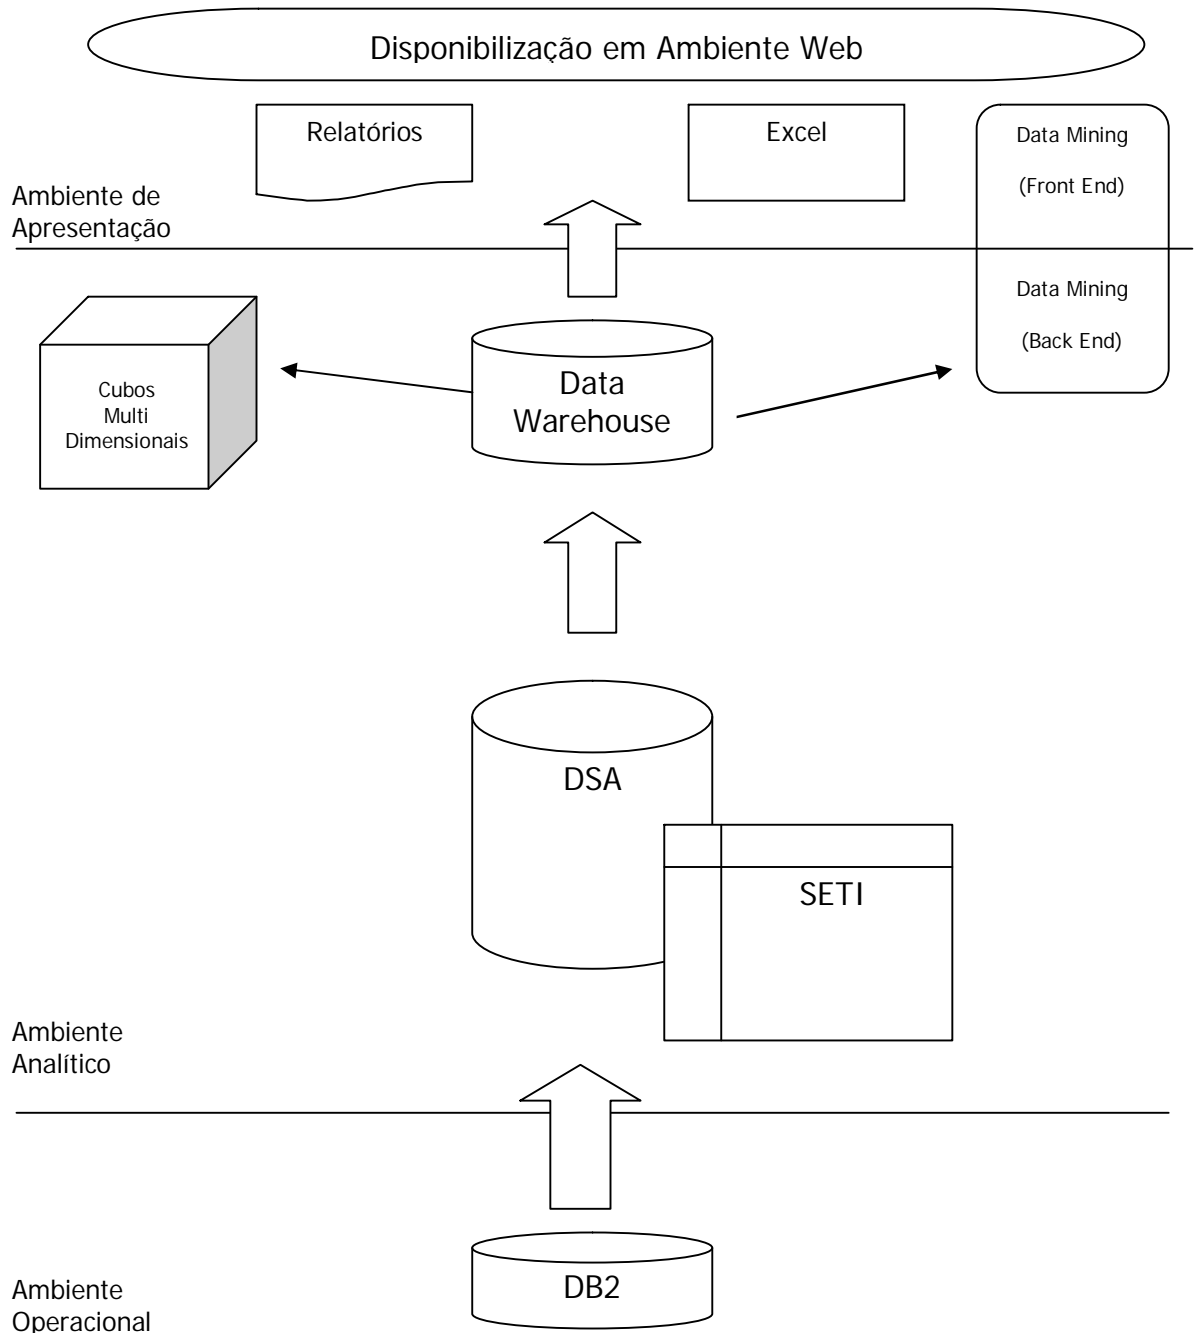 Disponibilização em Ambiente Web
Relatórios
Excel
Data Mining
(Front End)
Ambiente de
Apresentação
Data Mining
(Back End)
Cubos
Multi
Dimensionais
Data
Warehouse
DSA
SETI
Ambiente
Analítico
DB2
Ambiente
Operacional